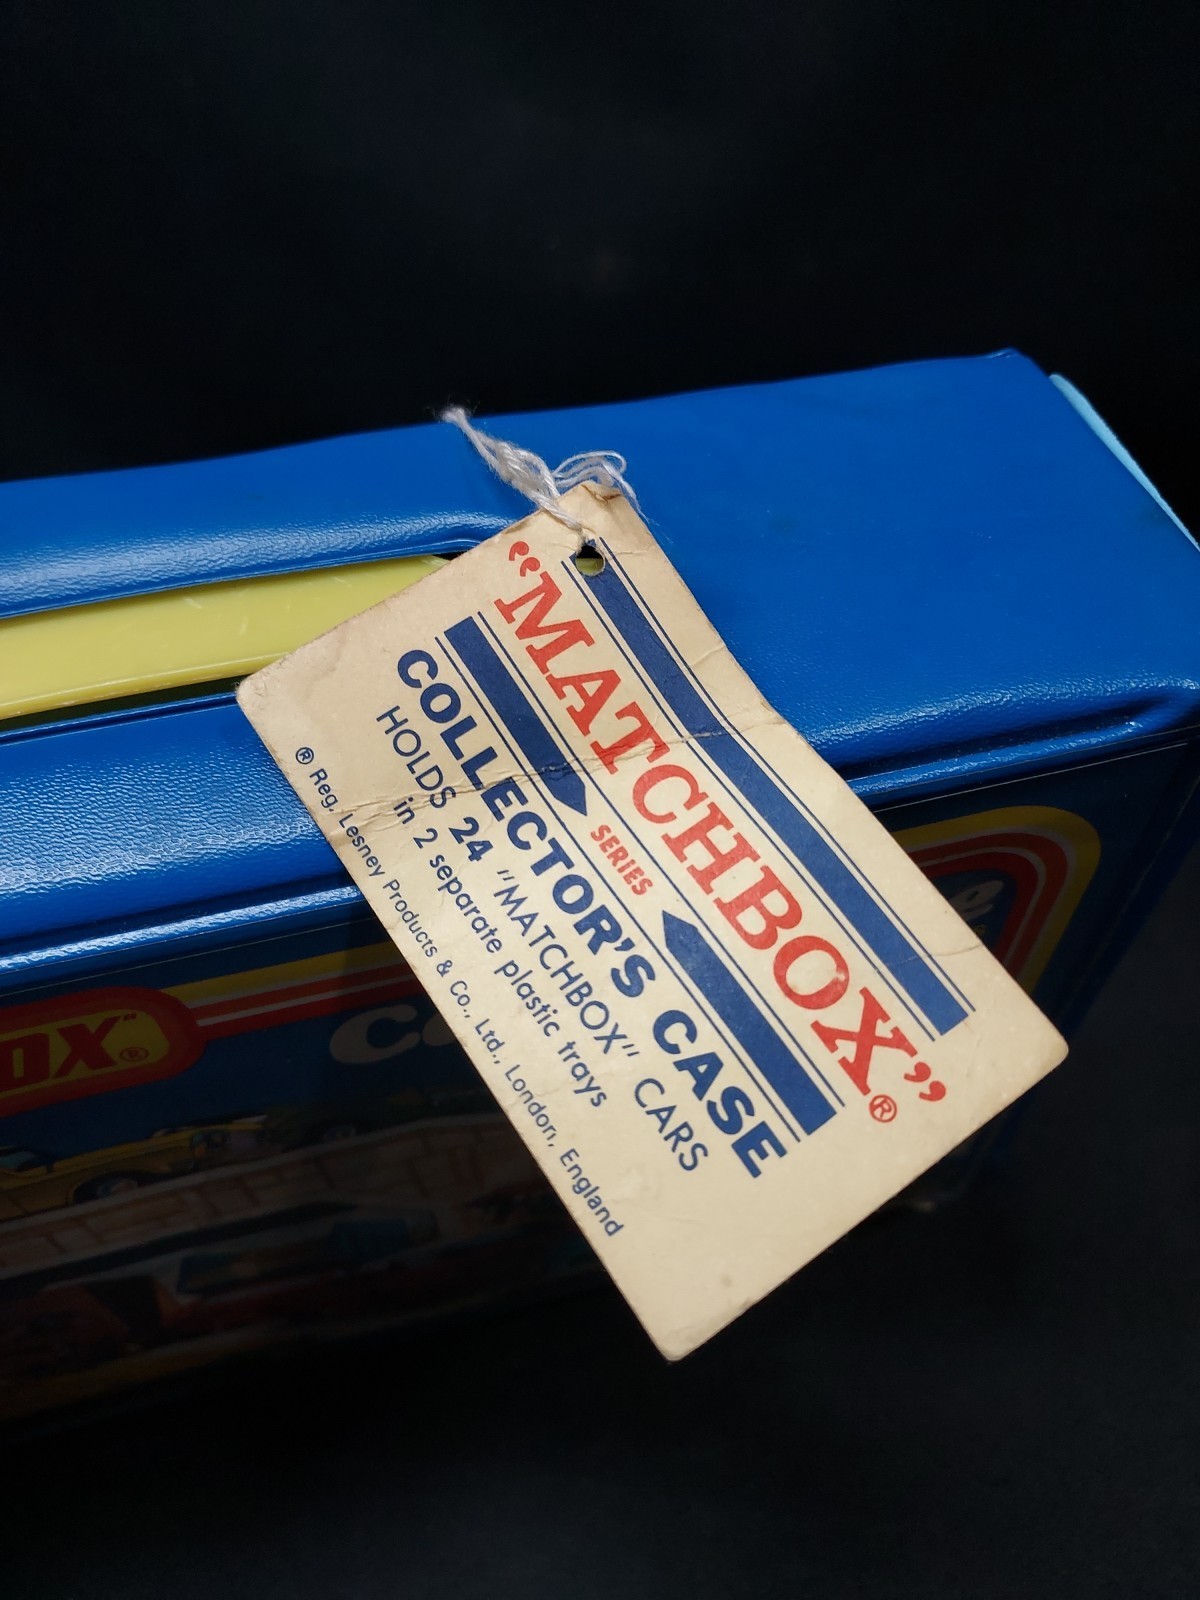 "MATCHBOX"®
SERIES
COLLECTOR'S CASE
HOLDS 24 "MATCHBOX" CARS
in 2 separate plastic trays
® Reg. Lesney Products & Co., Ltd., London, England